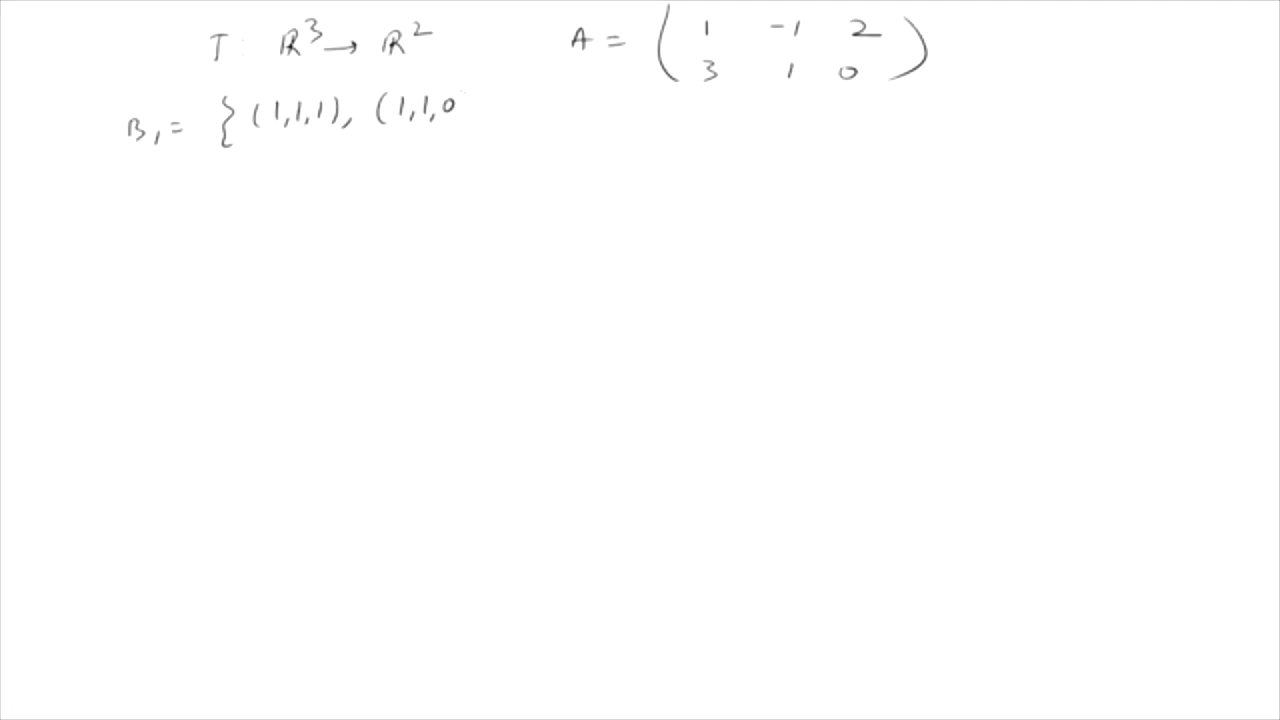 T : ℝ³ → ℝ² A = ( 1 -1 2
3 1 0 )
B₁ = { (1,1,1), (1,1,0